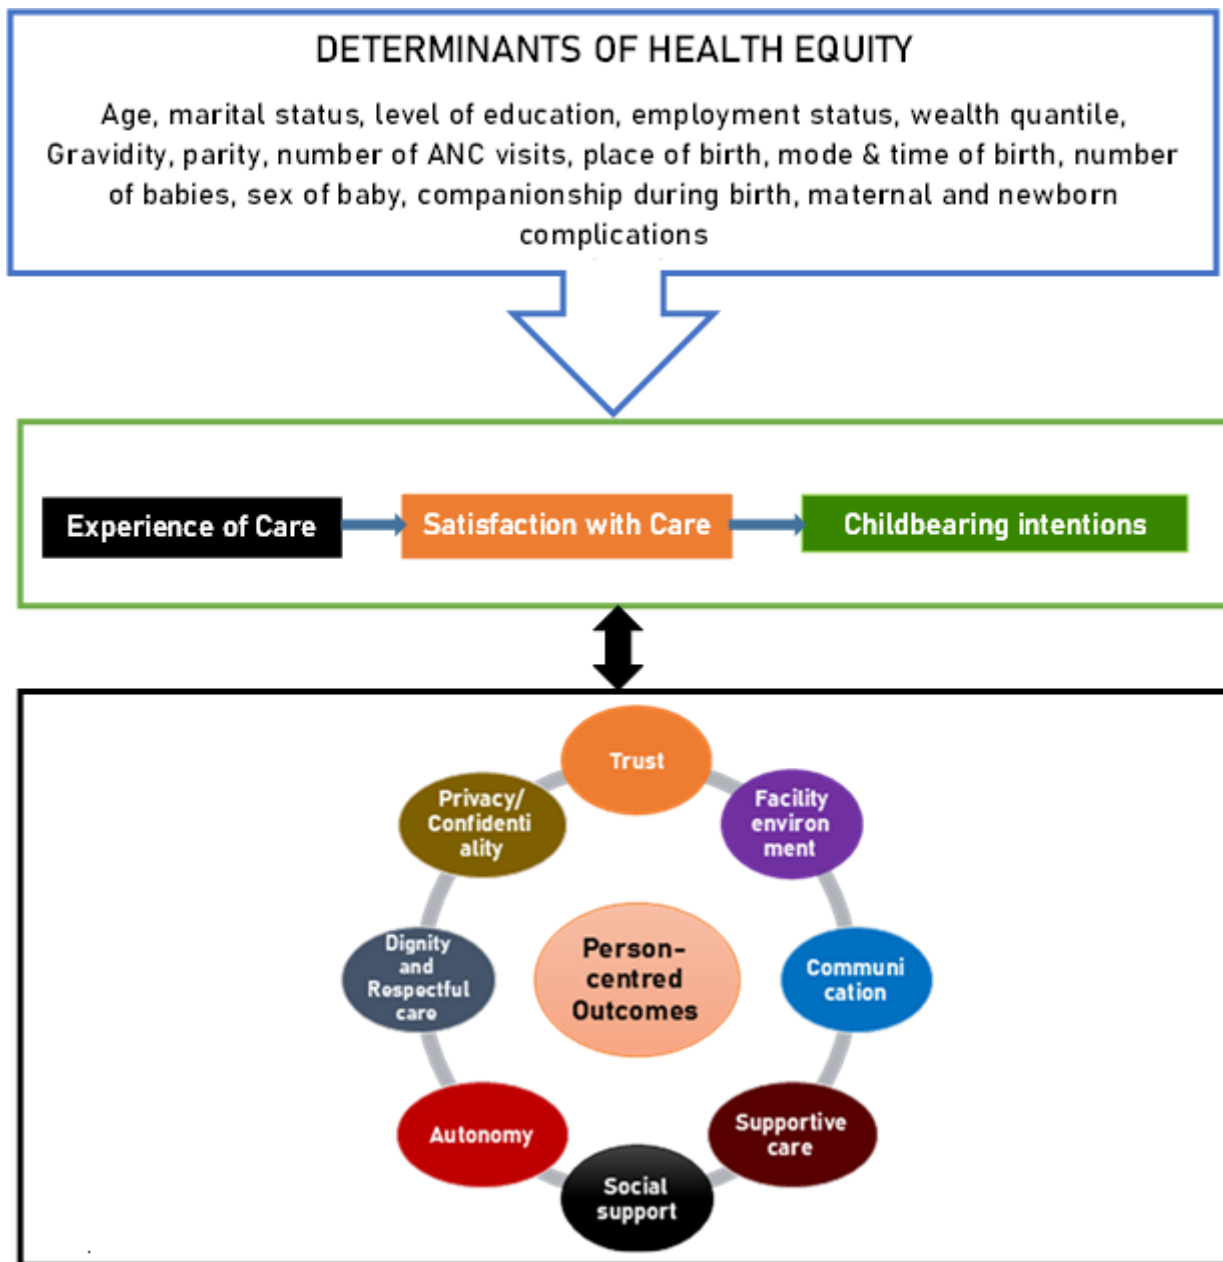 DETERMINANTS OF HEALTH EQUITY
Age, marital status, level of education, employment status, wealth quantile,
Gravidity, parity, number of ANC visits, place of birth, mode & time of birth, number
of babies, sex of baby, companionship during birth, maternal and newborn
complications
Experience of Care
Satisfaction with Care
Childbearing intentions
Trust
Facility
environ
ment
Communi
cation
Supportive
care
Social
support
Autonomy
Dignity
and
Respectful
care
Privacy/
Confidenti
ality
Person-
centred
Outcomes